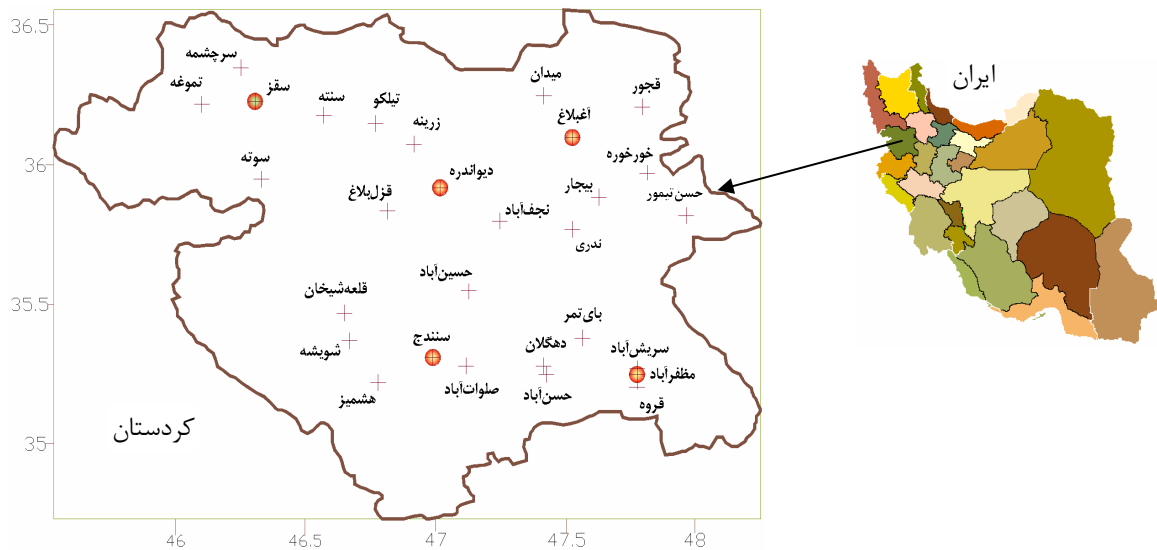 36.5
سرچشمه
تموغه
سقز
سنته
تیلکو
زرینه
میدان
قجور
آغبلاغ
36
سوته
دیواندره
خورخوره
بیجار
حسن‌تیمور
قزل‌بلاغ
نجف‌آباد
ندری
حسین‌آباد
35.5
قلعه‌شیخان
شویشه
سنندج
بای‌تمر
دهگلان
سریش‌آباد
مظفرآباد
هشمیز
صلوات‌آباد
حسن‌آباد
قروه
35
کردستان
46
46.5
47
47.5
48
ایران